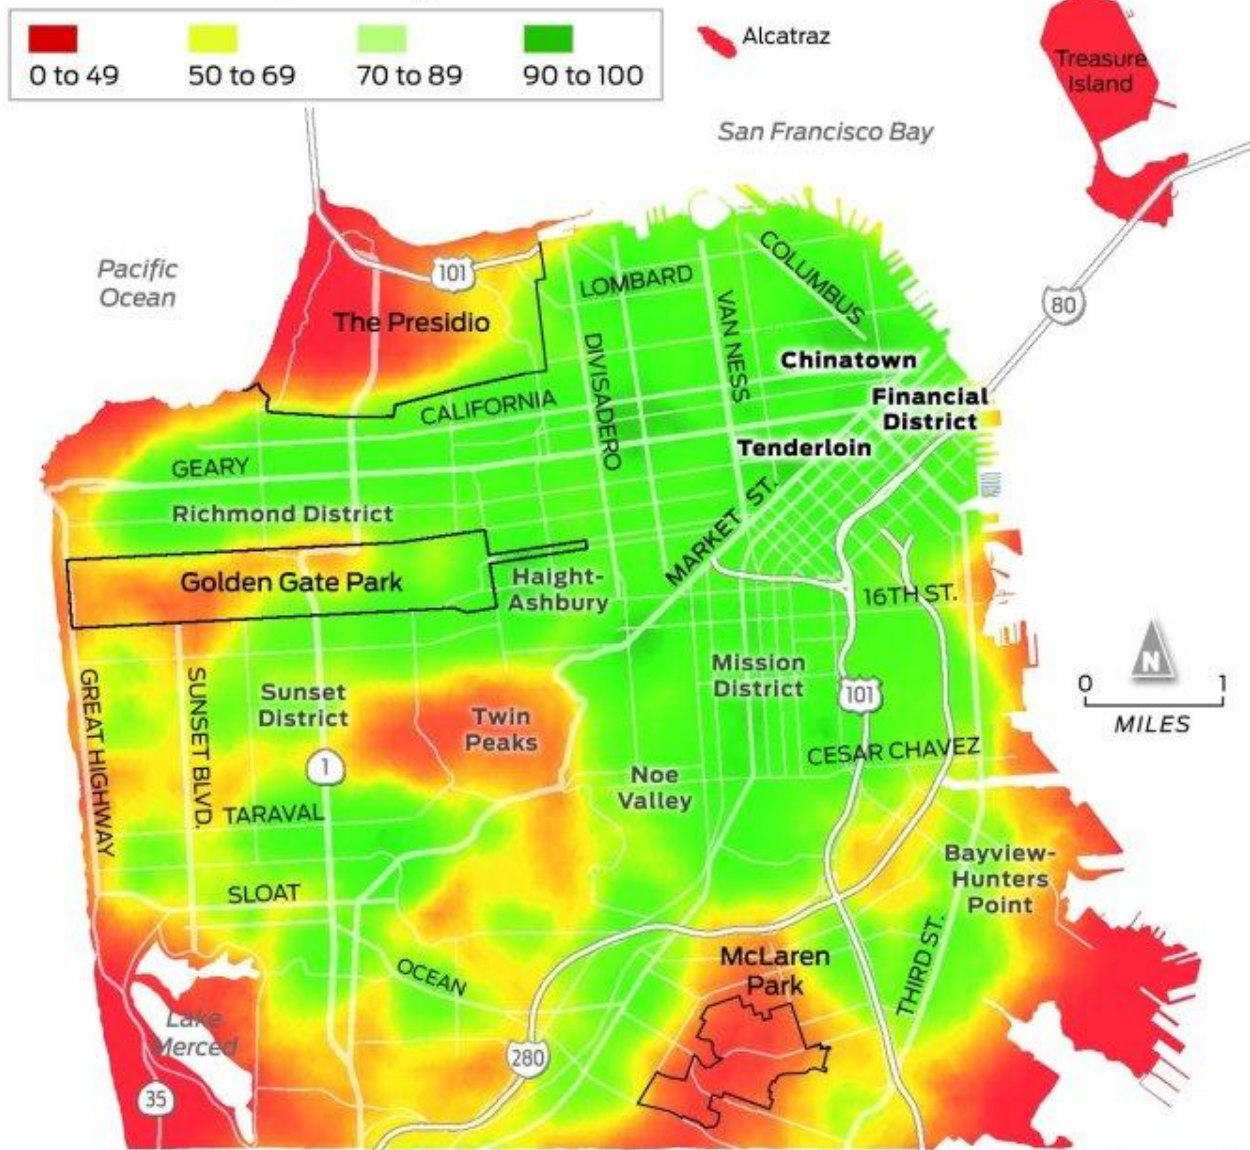 0 to 49
50 to 69
70 to 89
90 to 100
Alcatraz
Treasure
Island
San Francisco Bay
Pacific
Ocean
101
The Presidio
LOMBARD
COLUMBUS
VAN NESS
DIVISADERO
80
Chinatown
Financial
District
CALIFORNIA
Tenderloin
GEARY
Richmond District
MARKET ST.
Golden Gate Park
Haight-
Ashbury
16TH ST.
N
0 1
MILES
GREAT HIGHWAY
SUNSET BLVD.
Sunset
District
Twin
Peaks
Mission
District
101
1
CESAR CHAVEZ
Noe
Valley
TARAVAL
Bayview-
Hunters
Point
SLOAT
OCEAN
McLaren
Park
THIRD ST.
Lake
Merced
280
35